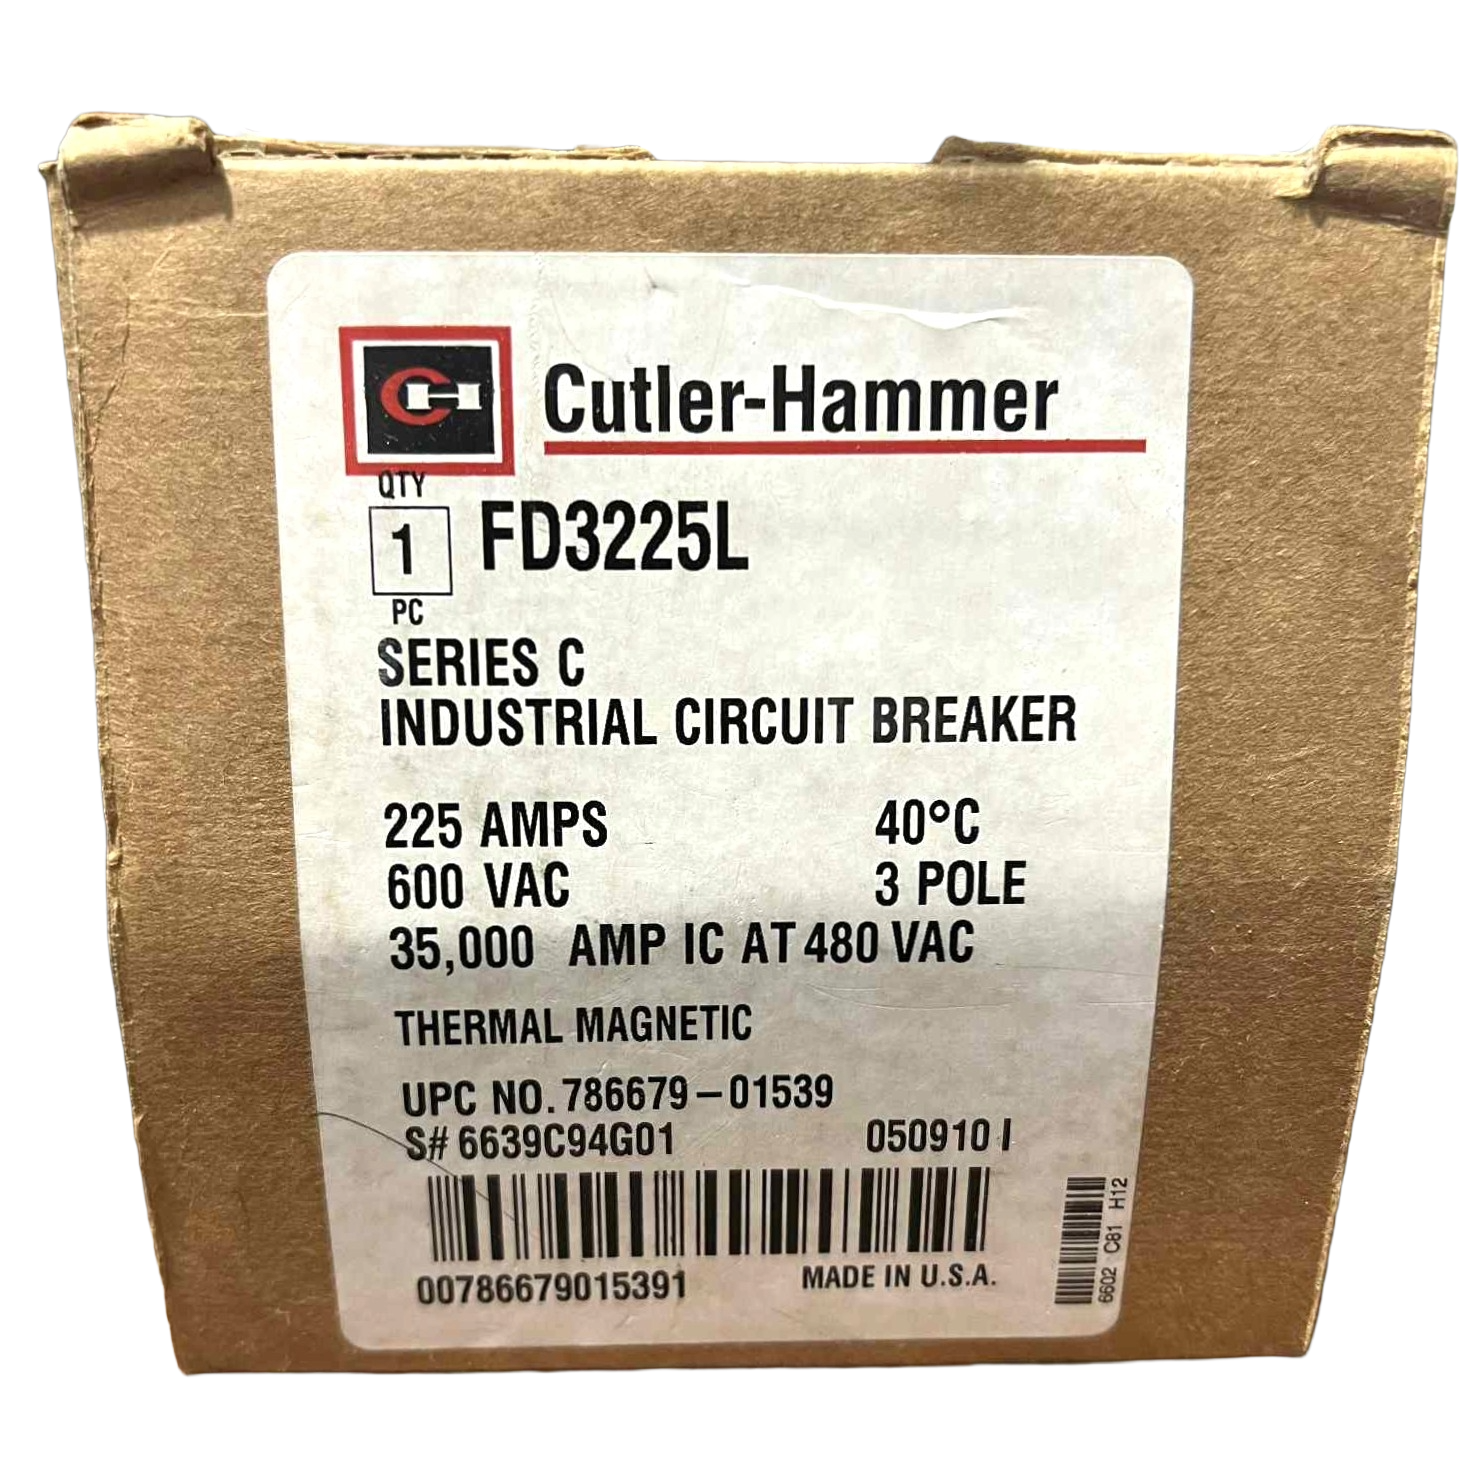 CH Cutler-Hammer
QTY
1 FD3225L
PC
SERIES C
INDUSTRIAL CIRCUIT BREAKER
225 AMPS 40°C
600 VAC 3 POLE
35,000 AMP IC AT 480 VAC
THERMAL MAGNETIC
UPC NO. 786679-01539
S# 6639C94G01 050910 I
00786679015391 MADE IN U.S.A.
6602 C81 H12